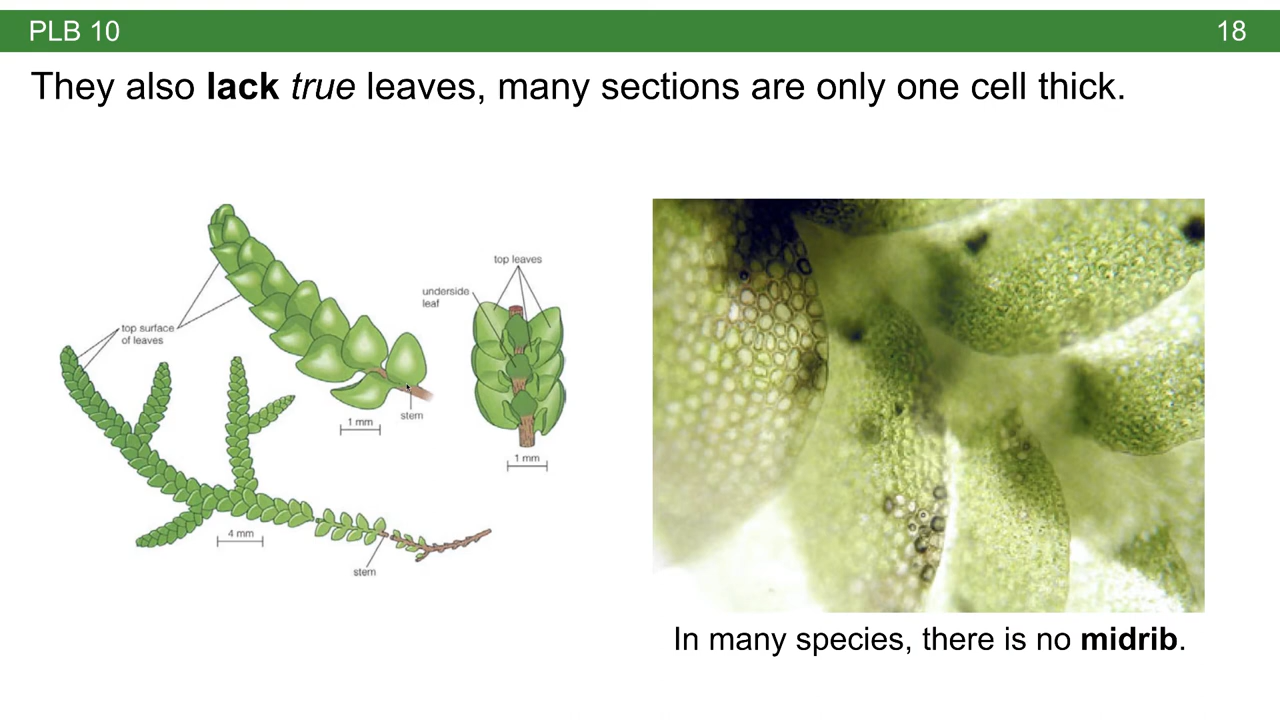 PLB 10
18
They also lack true leaves, many sections are only one cell thick.
top leaves
underside
leaf
top surface
of leaves
stem
1 mm
1 mm
4 mm
stem
In many species, there is no midrib.